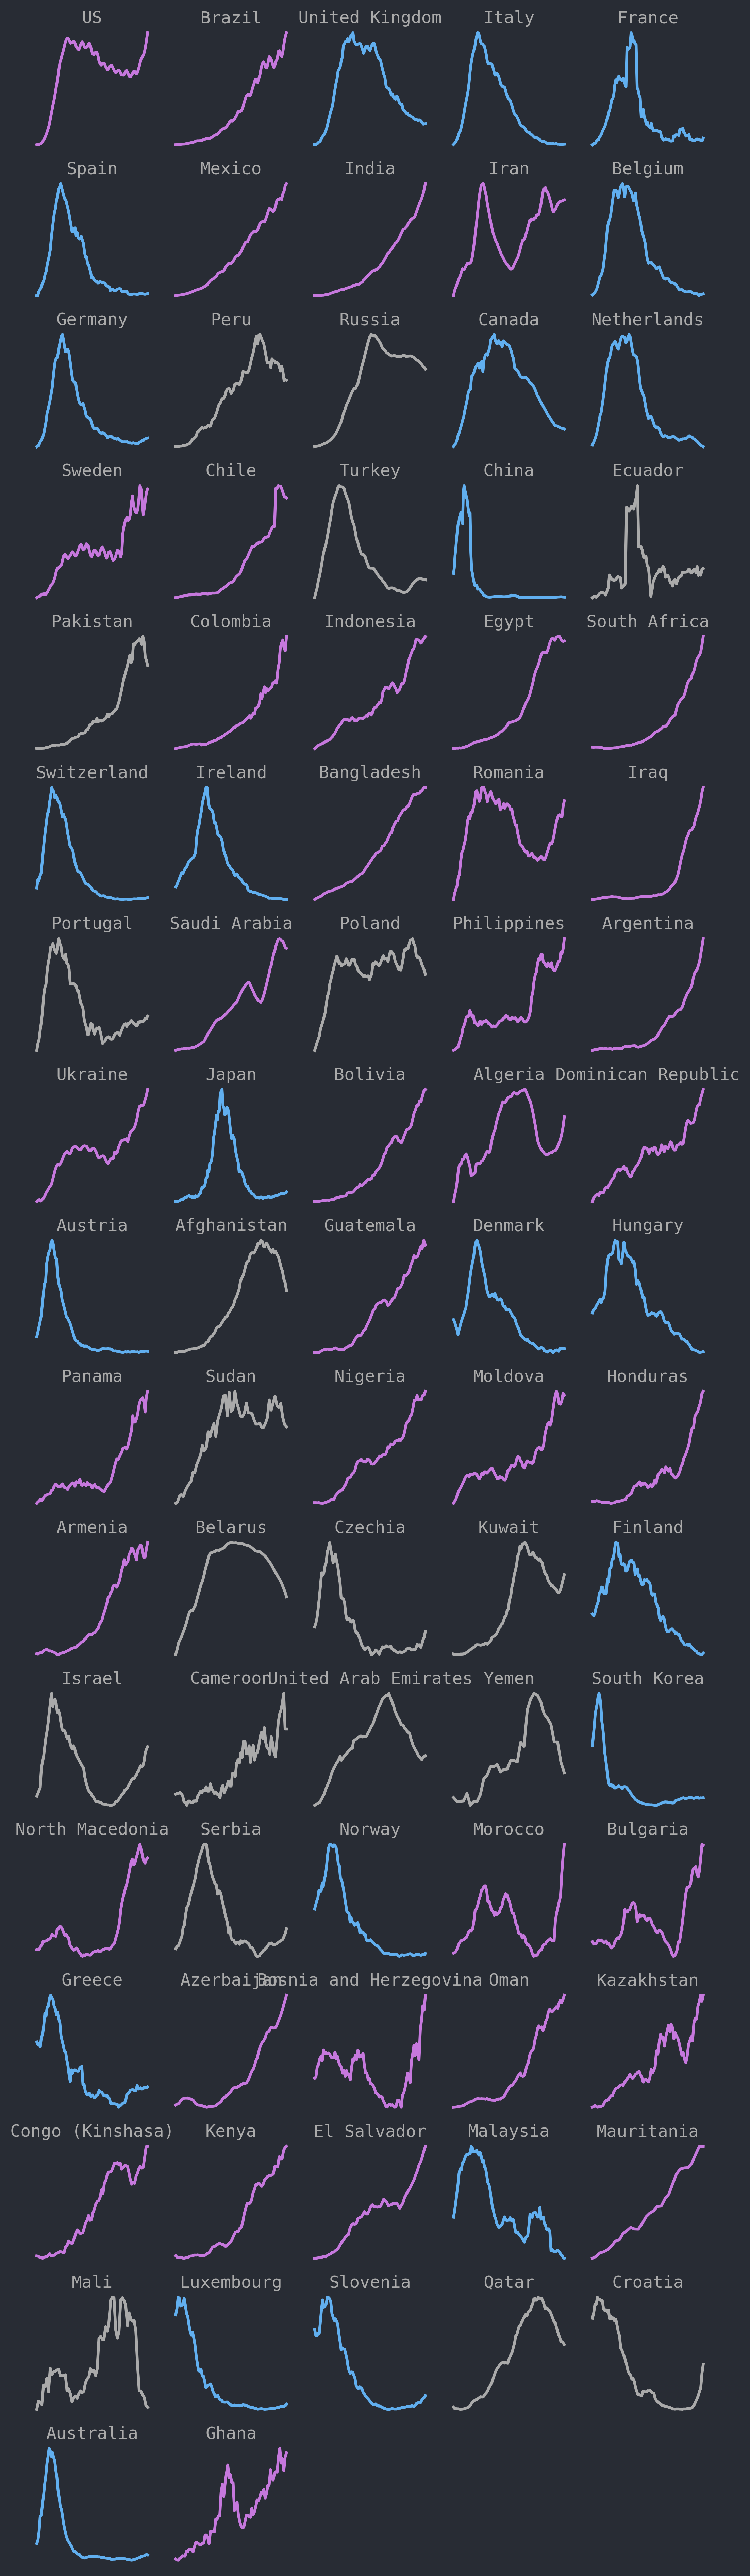 US Brazil United Kingdom Italy France
Spain Mexico India Iran Belgium
Germany Peru Russia Canada Netherlands
Sweden Chile Turkey China Ecuador
Pakistan Colombia Indonesia Egypt South Africa
Switzerland Ireland Bangladesh Romania Iraq
Portugal Saudi Arabia Poland Philippines Argentina
Ukraine Japan Bolivia Algeria Dominican Republic
Austria Afghanistan Guatemala Denmark Hungary
Panama Sudan Nigeria Moldova Honduras
Armenia Belarus Czechia Kuwait Finland
Israel Cameroon United Arab Emirates Yemen South Korea
North Macedonia Serbia Norway Morocco Bulgaria
Greece Azerbaijan Bosnia and Herzegovina Oman Kazakhstan
Congo (Kinshasa) Kenya El Salvador Malaysia Mauritania
Mali Luxembourg Slovenia Qatar Croatia
Australia Ghana